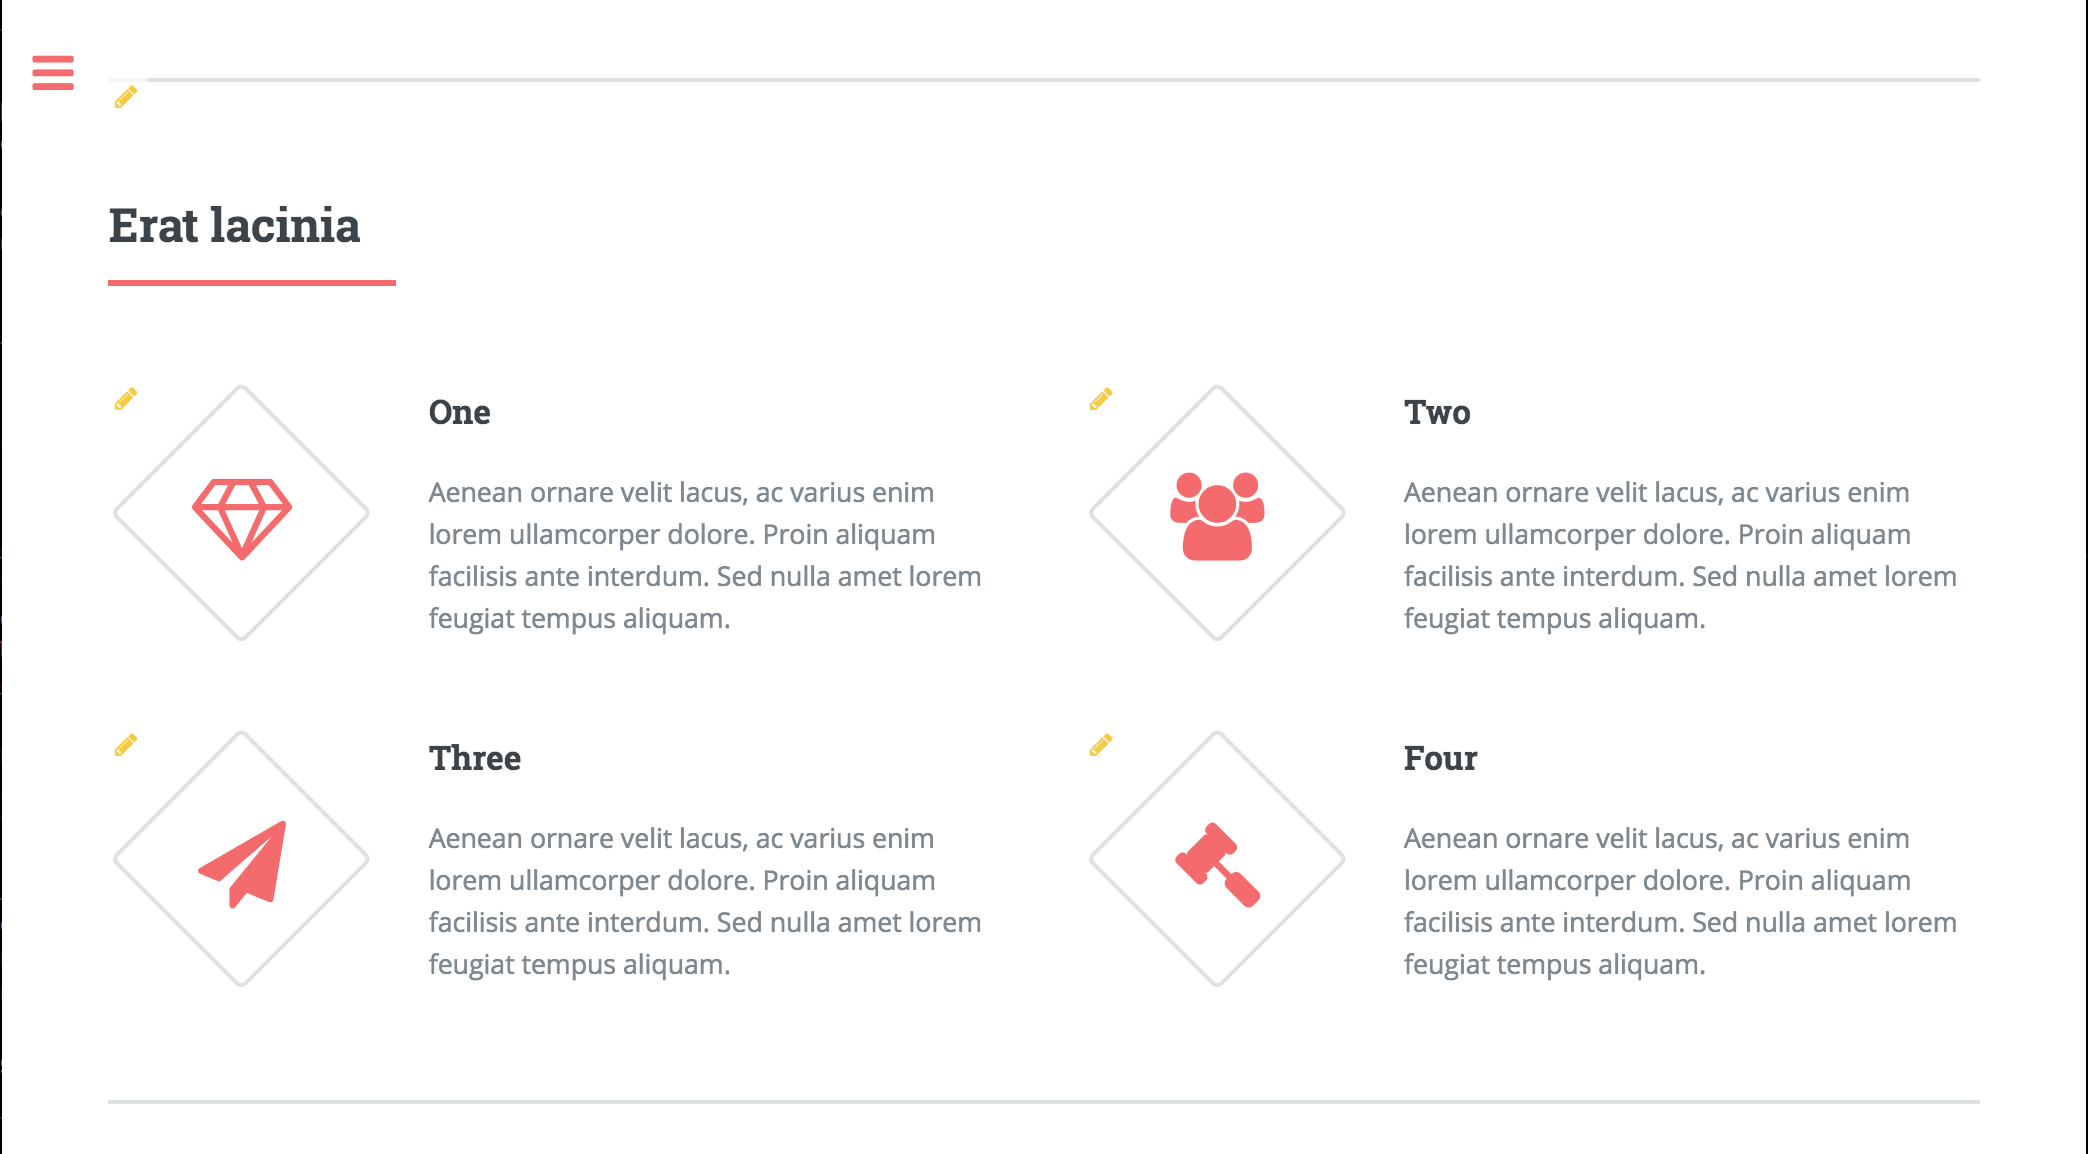 Erat lacinia
One
Aenean ornare velit lacus, ac varius enim
lorem ullamcorper dolore. Proin aliquam
facilisis ante interdum. Sed nulla amet lorem
feugiat tempus aliquam.
Two
Aenean ornare velit lacus, ac varius enim
lorem ullamcorper dolore. Proin aliquam
facilisis ante interdum. Sed nulla amet lorem
feugiat tempus aliquam.
Three
Aenean ornare velit lacus, ac varius enim
lorem ullamcorper dolore. Proin aliquam
facilisis ante interdum. Sed nulla amet lorem
feugiat tempus aliquam.
Four
Aenean ornare velit lacus, ac varius enim
lorem ullamcorper dolore. Proin aliquam
facilisis ante interdum. Sed nulla amet lorem
feugiat tempus aliquam.